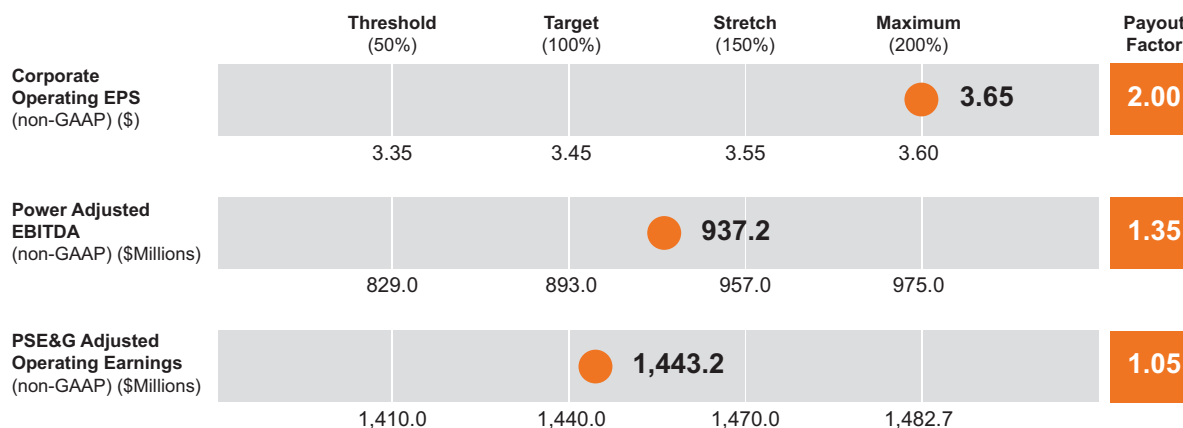 Threshold Target Stretch Maximum Payout
(50%) (100%) (150%) (200%) Factor
Corporate
Operating EPS
(non-GAAP) ($)
3.65 2.00
3.35 3.45 3.55 3.60
Power Adjusted
EBITDA
(non-GAAP) ($Millions)
937.2 1.35
829.0 893.0 957.0 975.0
PSE&G Adjusted
Operating Earnings
(non-GAAP) ($Millions)
1,443.2 1.05
1,410.0 1,440.0 1,470.0 1,482.7